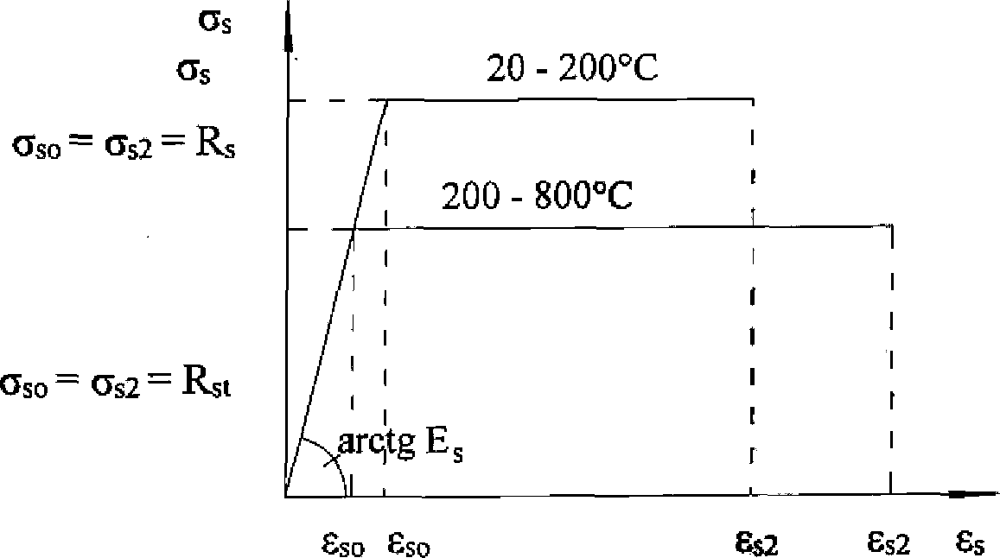 σs
σs
20 - 200°C
σso = σs2 = Rs
200 - 800°C
σso = σs2 = Rst
arctg Es
εso εso εs2 εs2 εs